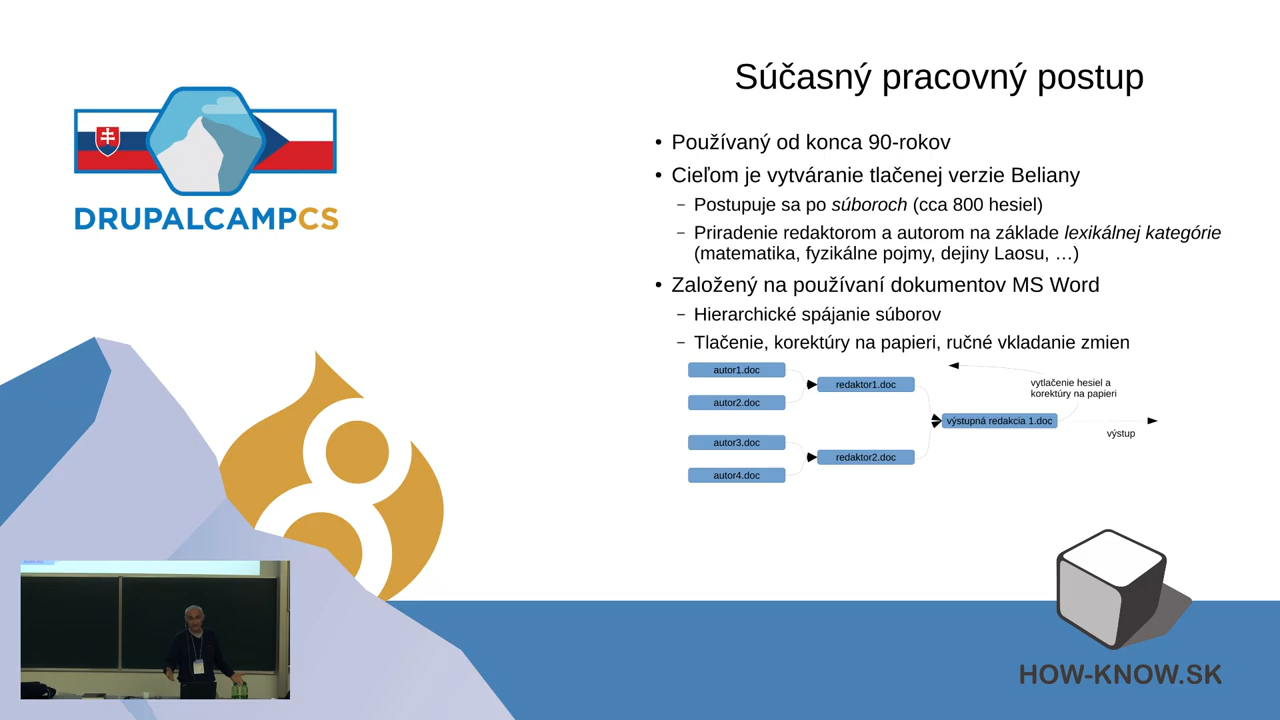 Súčasný pracovný postup
• Používaný od konca 90-rokov
• Cieľom je vytváranie tlačenej verzie Beliany
– Postupuje sa po súboroch (cca 800 hesiel)
– Priradenie redaktorom a autorom na základe lexikálnej kategórie
(matematika, fyzikálne pojmy, dejiny Laosu, …)
• Založený na používaní dokumentov MS Word
– Hierarchické spájanie súborov
– Tlačenie, korektúry na papieri, ručné vkladanie zmien
autor1.doc
autor2.doc
autor3.doc
autor4.doc
redaktor1.doc
redaktor2.doc
vytlačenie hesiel a
korektúry na papieri
výstupná redakcia 1.doc
výstup
DRUPALCAMPCS
8
HOW-KNOW.SK